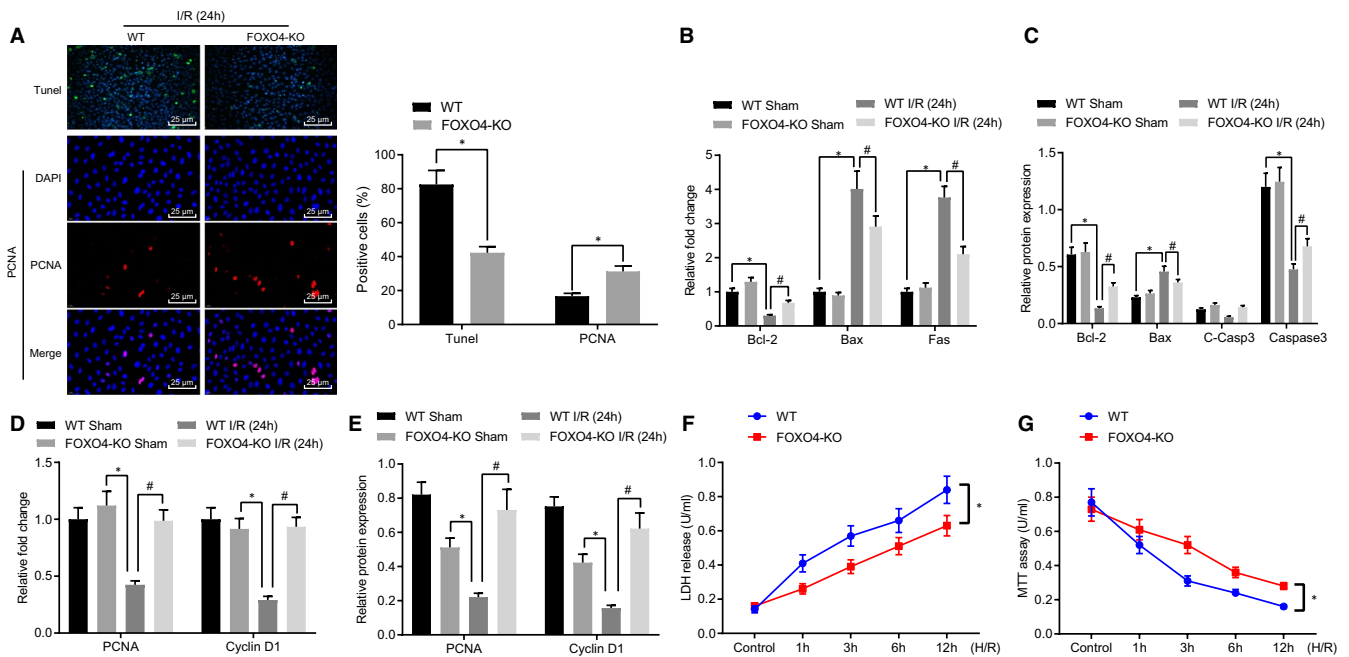 A
I/R (24h)
WT
FOXO4-KO
Tunel
25 µm
25 µm
DAPI
25 µm
25 µm
PCNA
PCNA
25 µm
25 µm
Merge
25 µm
25 µm
WT
FOXO4-KO
Positive cells (%)
100
80
60
40
20
0
*
*
Tunel
PCNA
B
WT Sham
WT I/R (24h)
FOXO4-KO Sham
FOXO4-KO I/R (24h)
Relative fold change
5
4
3
2
1
0
*
#
*
#
*
#
Bcl-2
Bax
Fas
C
WT Sham
WT I/R (24h)
FOXO4-KO Sham
FOXO4-KO I/R (24h)
Relative protein expression
1.5
1.0
0.5
0.0
*
#
*
#
*
#
Bcl-2
Bax
C-Casp3
Caspase3
D
WT Sham
WT I/R (24h)
FOXO4-KO Sham
FOXO4-KO I/R (24h)
Relative fold change
1.5
1.0
0.5
0.0
*
#
*
#
PCNA
Cyclin D1
E
WT Sham
WT I/R (24h)
FOXO4-KO Sham
FOXO4-KO I/R (24h)
Relative protein expression
0.8
0.6
0.4
0.2
0.0
*
#
*
#
PCNA
Cyclin D1
F
WT
FOXO4-KO
LDH release (U/ml)
1.0
0.8
0.6
0.4
0.2
0.0
*
Control
1h
3h
6h
12h
(H/R)
G
WT
FOXO4-KO
MTT assay (U/ml)
1.0
0.8
0.6
0.4
0.2
0.0
*
Control
1h
3h
6h
12h
(H/R)